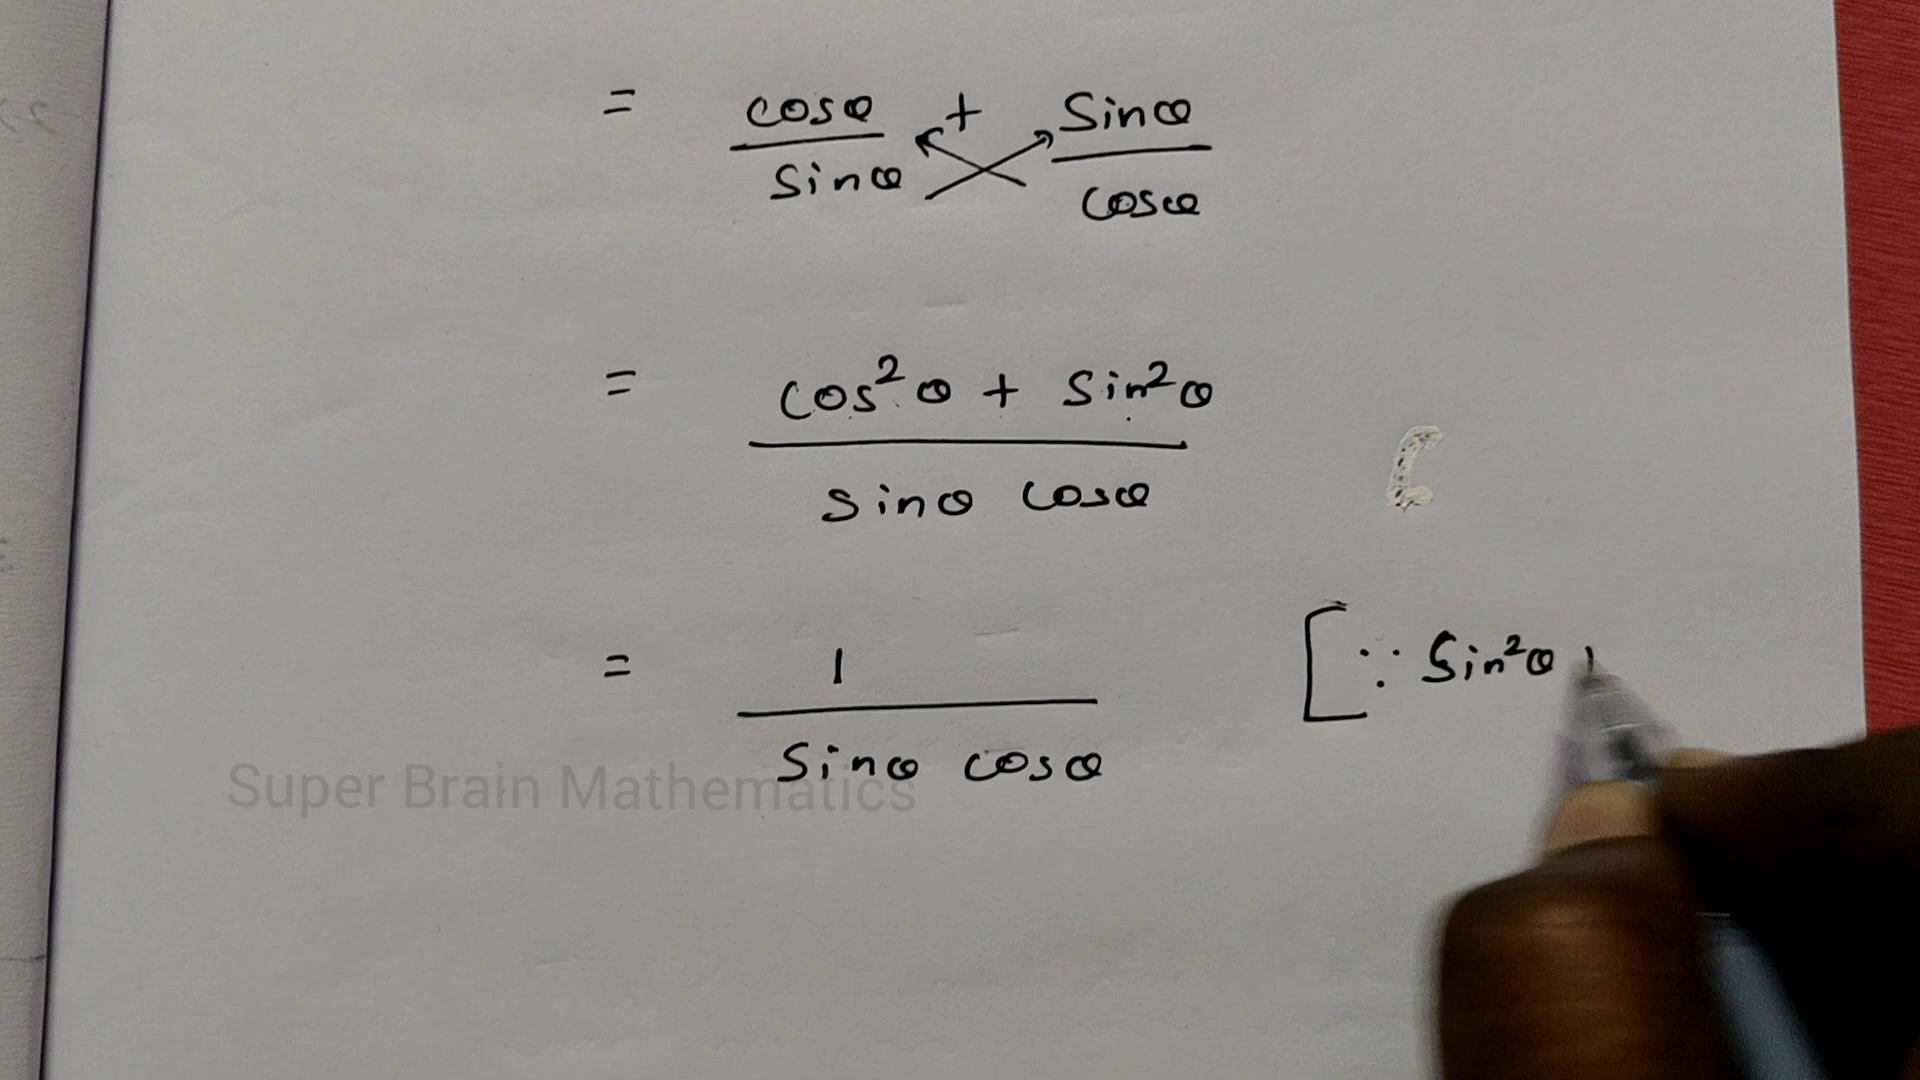 = cosθ/sinθ + sinθ/cosθ
= cos²θ + sin²θ / sinθ cosθ
= 1 / sinθ cosθ [∵ Sin²θ
Super Brain Mathematics